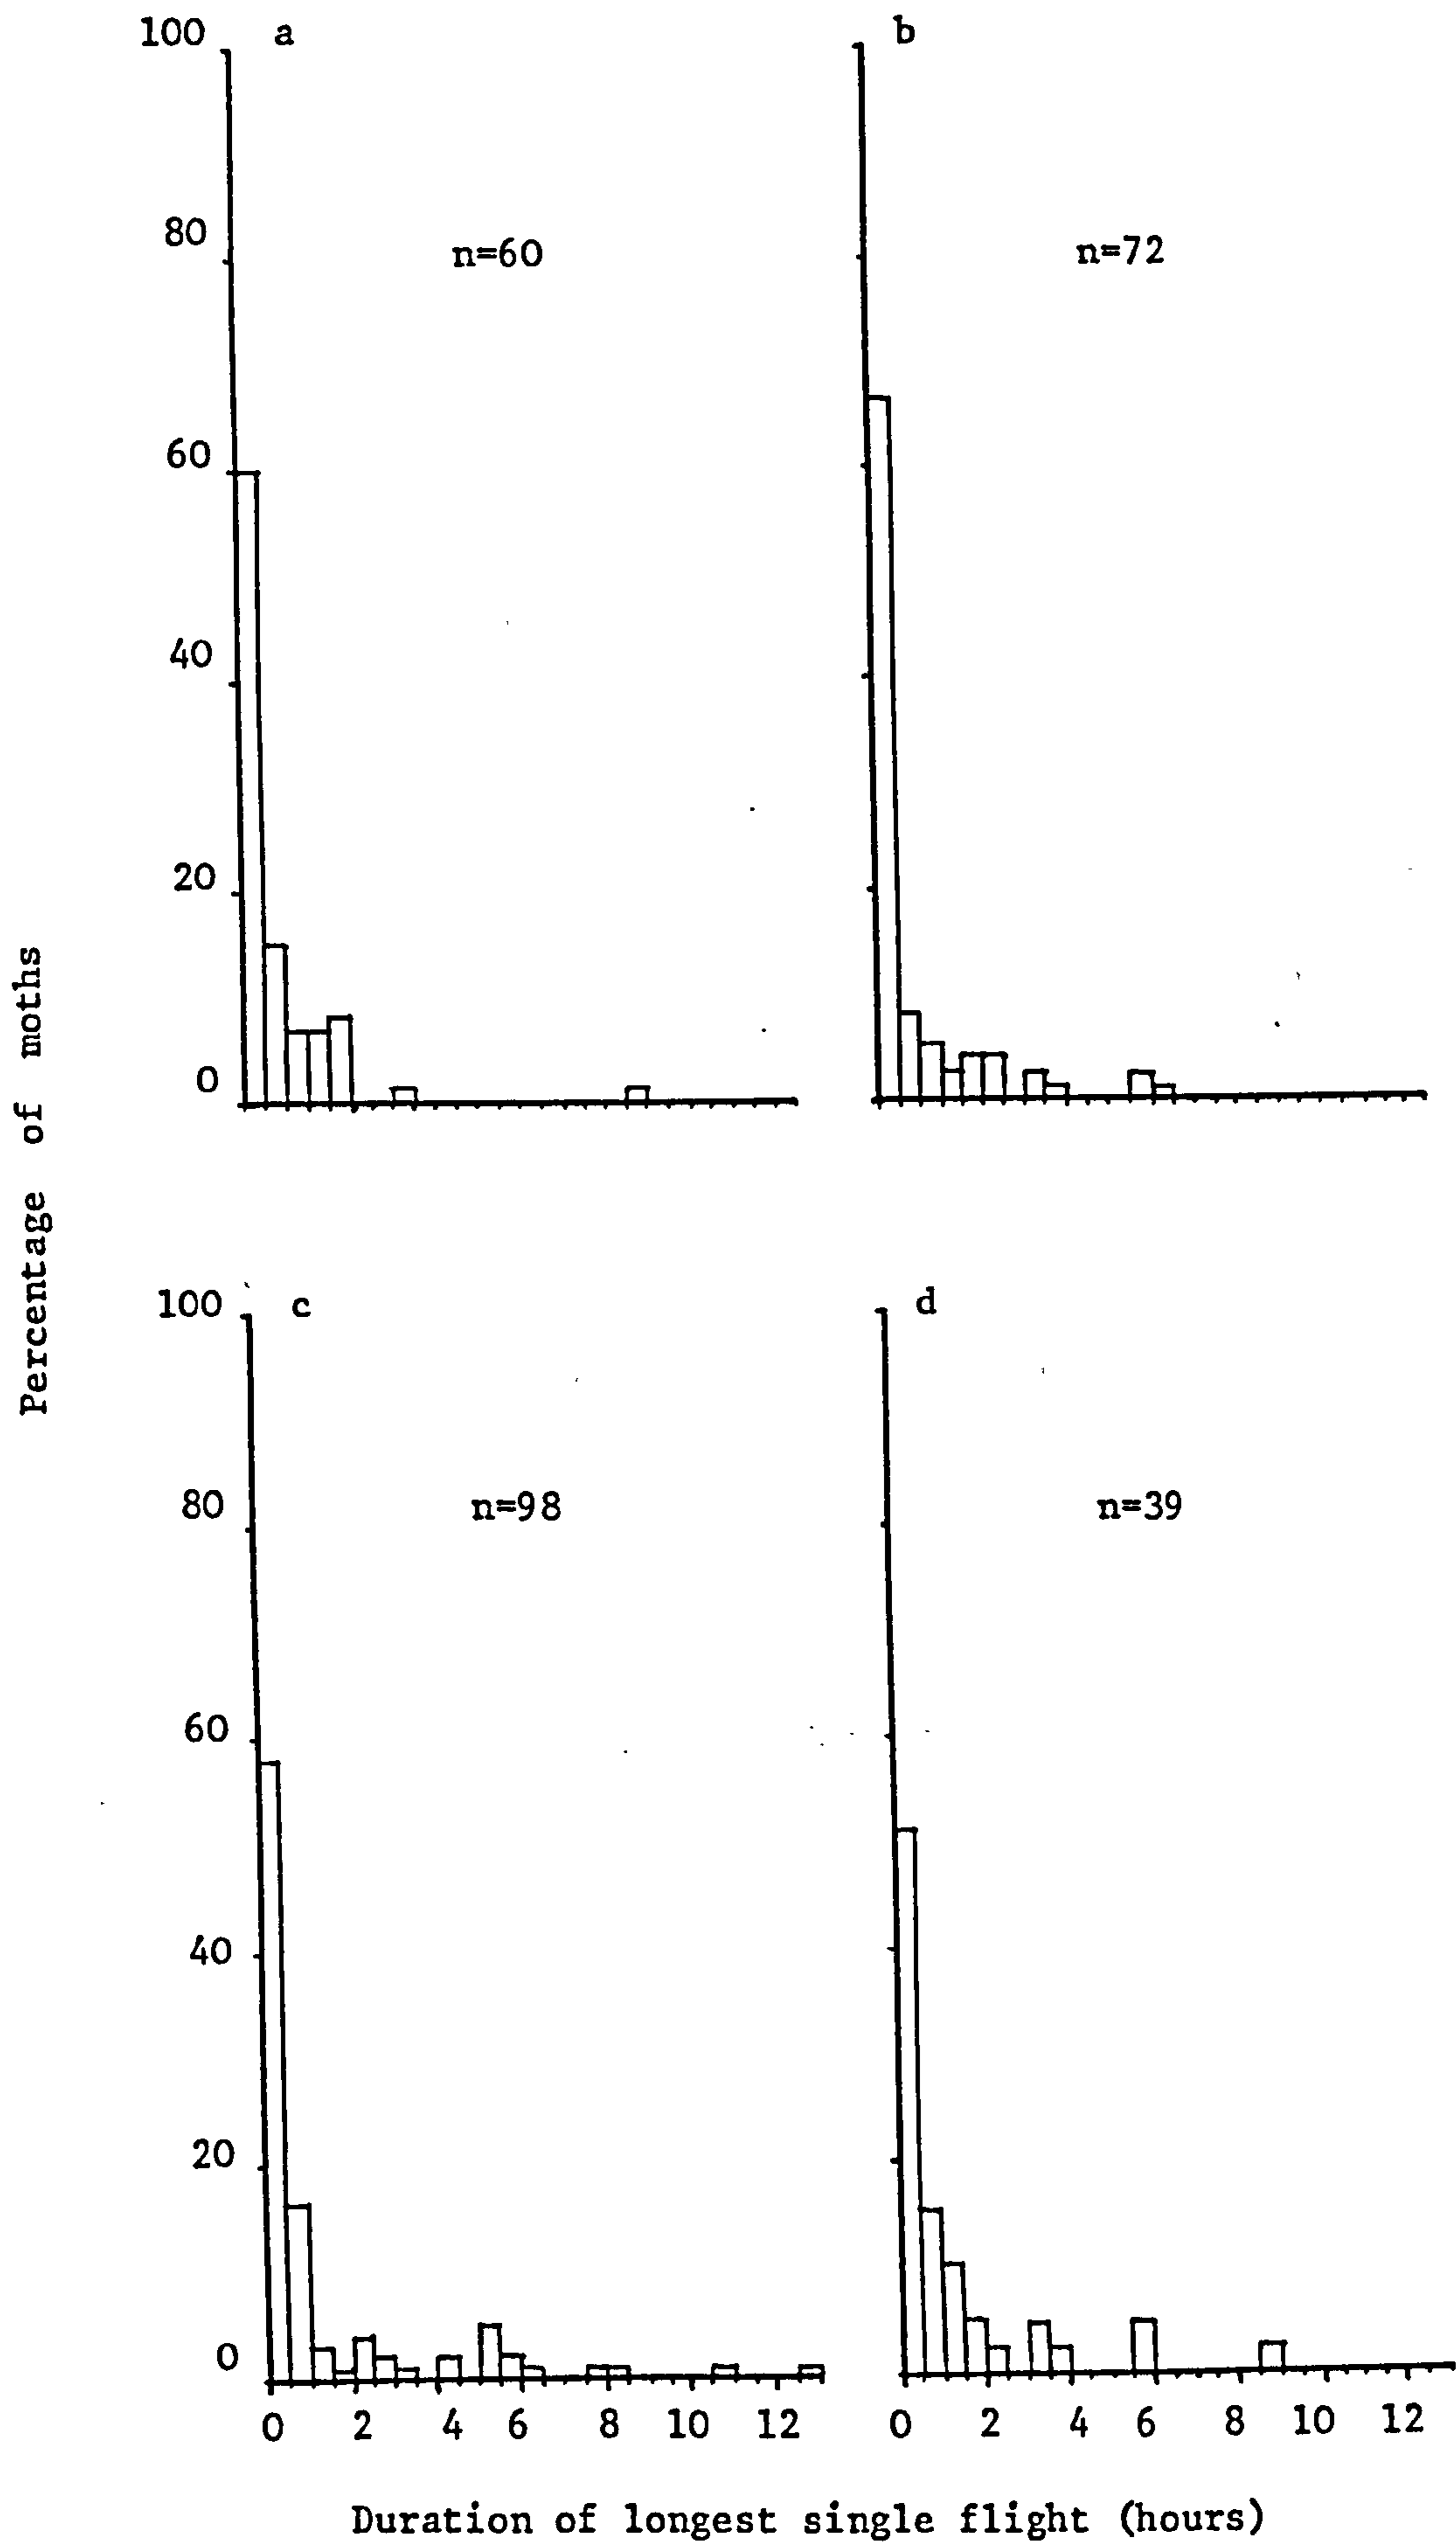 100 a
b
80
n=60
n=72
60
40
20
0
Percentage of moths
100 c
d
80
n=98
n=39
60
40
20
0
0 2 4 6 8 10 12
0 2 4 6 8 10 12
Duration of longest single flight (hours)